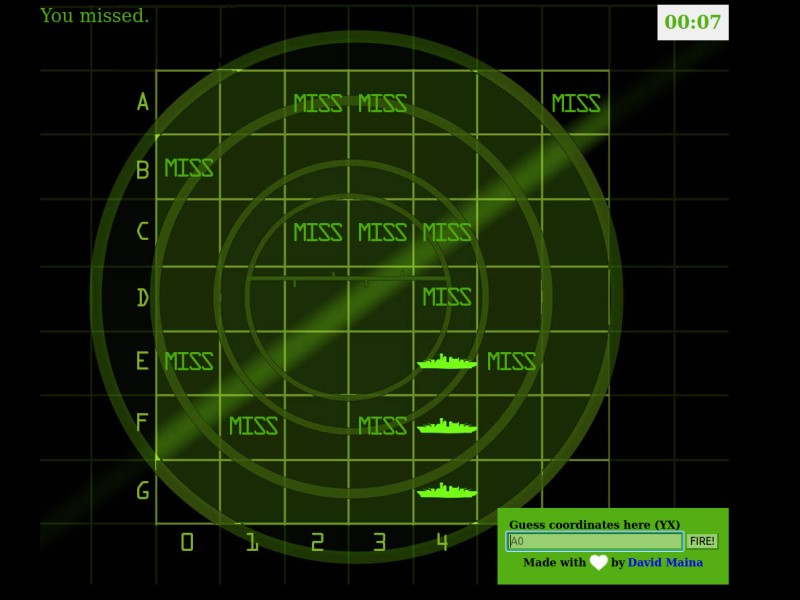 You missed.
00:07
A MISS MISS MISS
B MISS
C MISS MISS MISS
D MISS
E MISS MISS
F MISS MISS
G
0 1 2 3 4
Guess coordinates here (YX)
A0 FIRE!
Made with by David Maina